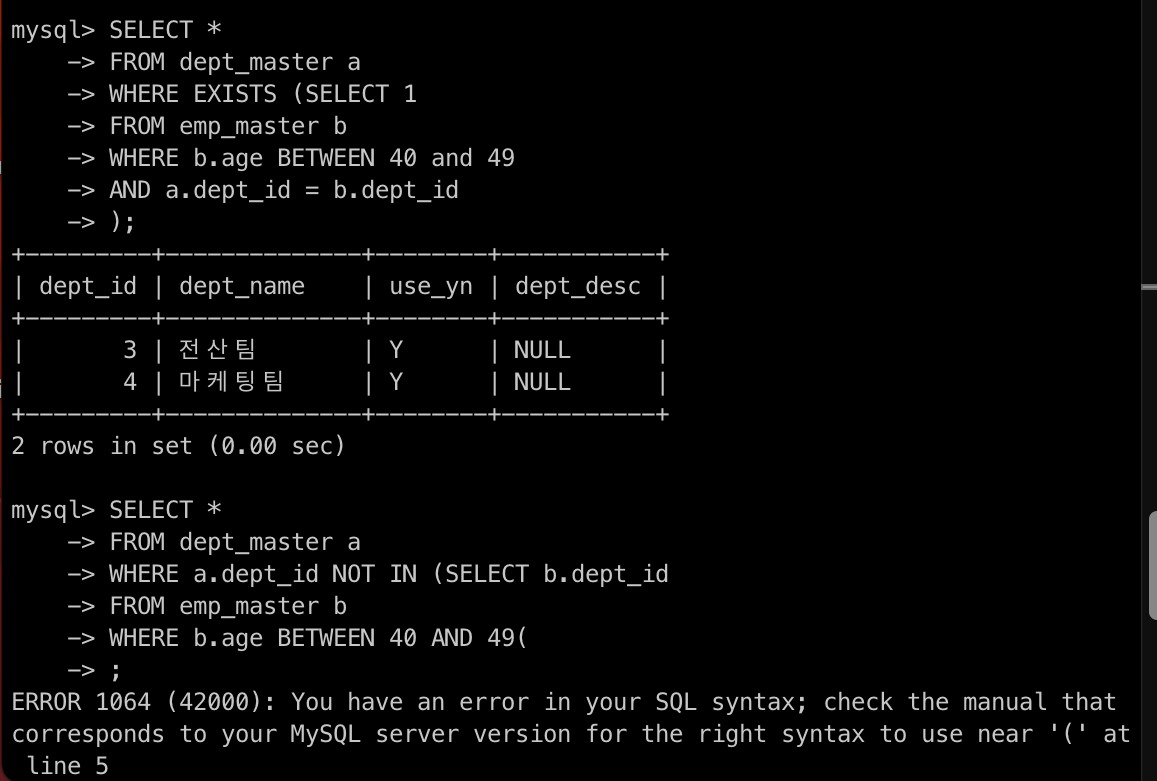 mysql> SELECT *
    -> FROM dept_master a
    -> WHERE EXISTS (SELECT 1
    -> FROM emp_master b
    -> WHERE b.age BETWEEN 40 and 49
    -> AND a.dept_id = b.dept_id
    -> );
+---------+--------------+--------+-----------+
| dept_id | dept_name    | use_yn | dept_desc |
+---------+--------------+--------+-----------+
|       3 | 전산팀       | Y      | NULL      |
|       4 | 마케팅팀     | Y      | NULL      |
+---------+--------------+--------+-----------+
2 rows in set (0.00 sec)

mysql> SELECT *
    -> FROM dept_master a
    -> WHERE a.dept_id NOT IN (SELECT b.dept_id
    -> FROM emp_master b
    -> WHERE b.age BETWEEN 40 AND 49(
    -> ;
ERROR 1064 (42000): You have an error in your SQL syntax; check the manual that
corresponds to your MySQL server version for the right syntax to use near '(' at
 line 5